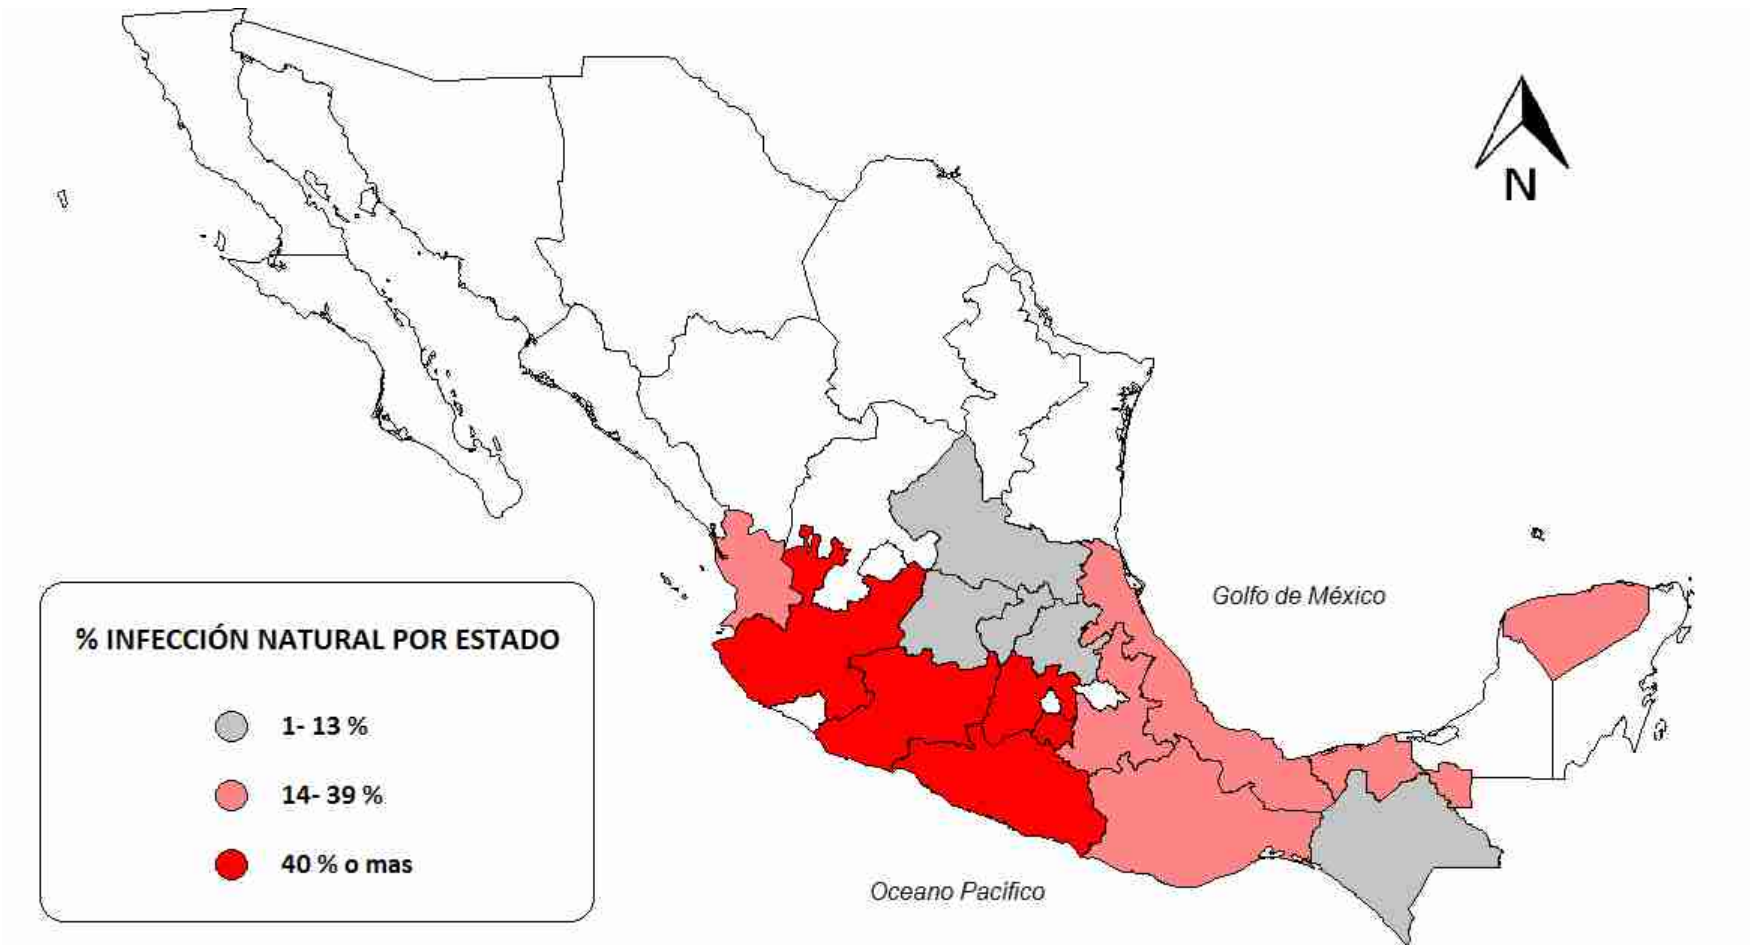 N
Golfo de México
% INFECCIÓN NATURAL POR ESTADO
1- 13 %
14- 39 %
40 % o mas
Oceano Pacífico